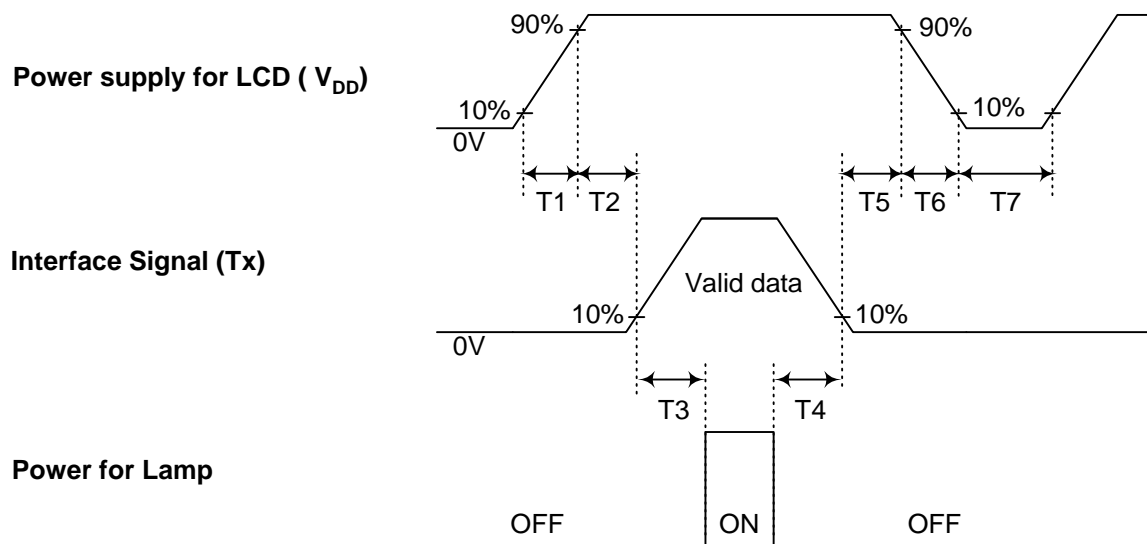 90%
90%
Power supply for LCD ( VDD)
10%
10%
0V
T1
T2
T5
T6
T7
Interface Signal (Tx)
Valid data
10%
10%
0V
T3
T4
Power for Lamp
OFF
ON
OFF